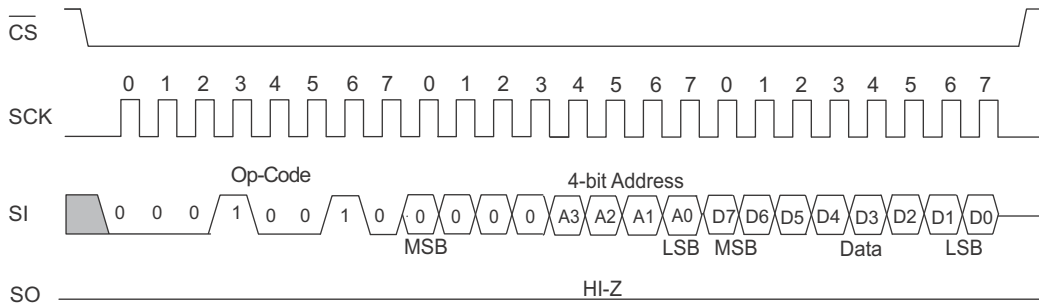 CS
0 1 2 3 4 5 6 7 0 1 2 3 4 5 6 7 0 1 2 3 4 5 6 7
SCK
Op-Code 4-bit Address
SI 0 0 0 1 0 0 1 0 0 0 0 0 A3 A2 A1 A0 D7 D6 D5 D4 D3 D2 D1 D0
MSB LSB MSB Data LSB
HI-Z
SO